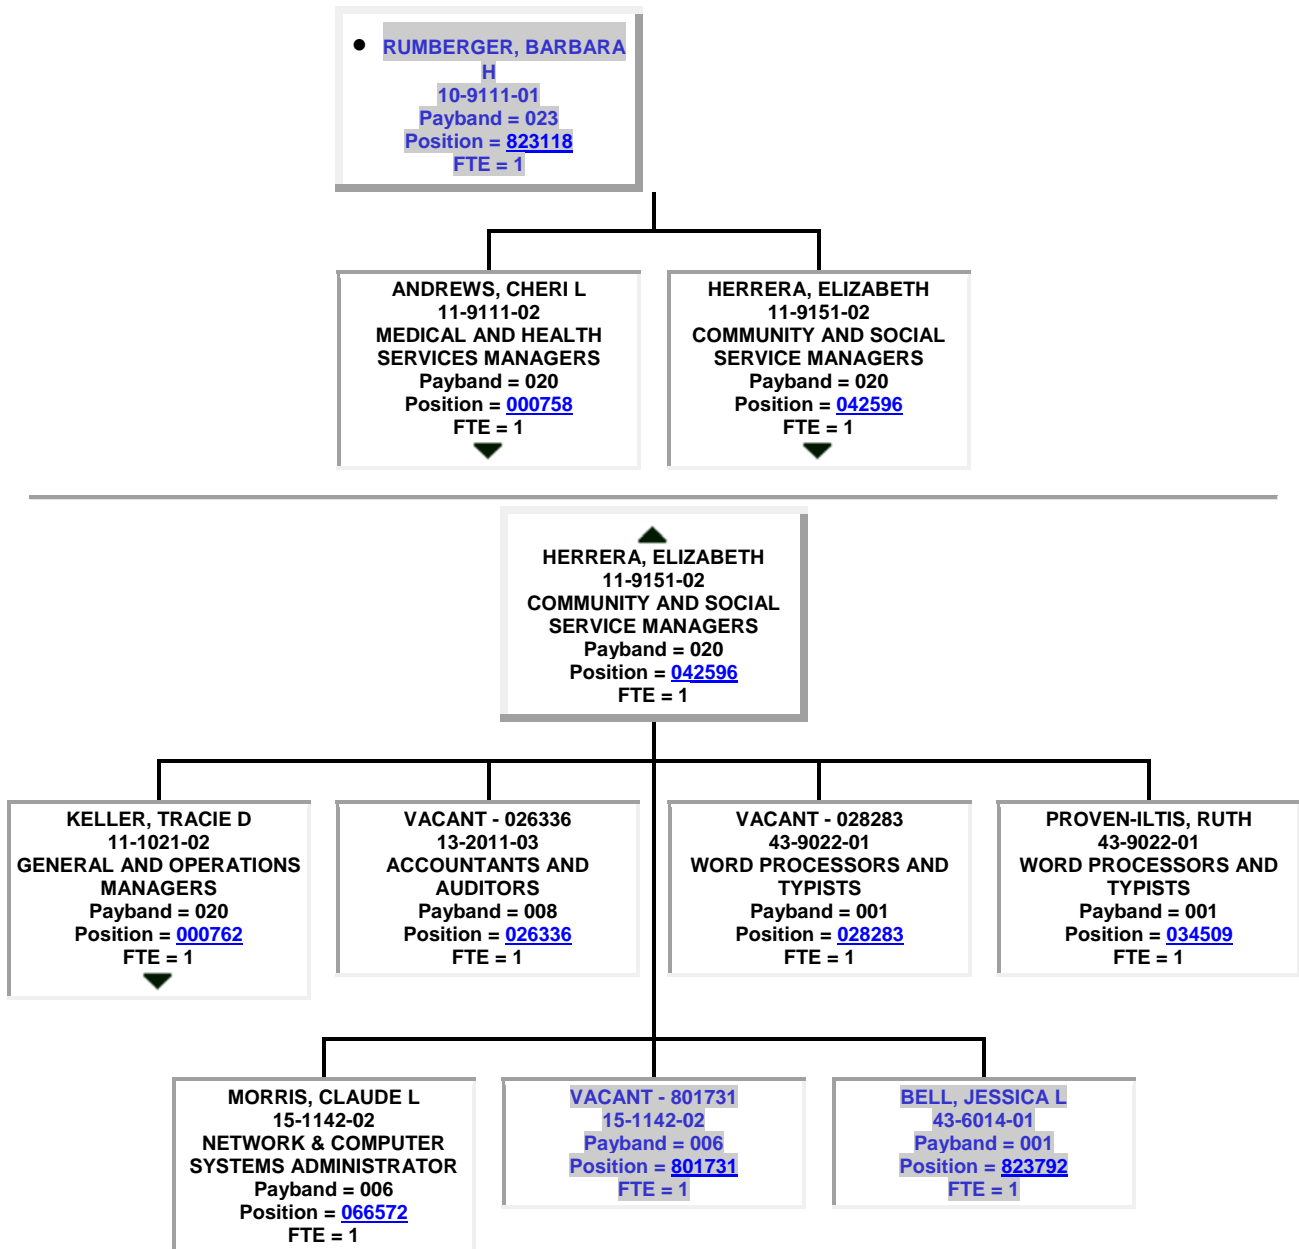 • RUMBERGER, BARBARA
H
10-9111-01
Payband = 023
Position = 823118
FTE = 1
ANDREWS, CHERI L
11-9111-02
MEDICAL AND HEALTH
SERVICES MANAGERS
Payband = 020
Position = 000758
FTE = 1
HERRERA, ELIZABETH
11-9151-02
COMMUNITY AND SOCIAL
SERVICE MANAGERS
Payband = 020
Position = 042596
FTE = 1
HERRERA, ELIZABETH
11-9151-02
COMMUNITY AND SOCIAL
SERVICE MANAGERS
Payband = 020
Position = 042596
FTE = 1
KELLER, TRACIE D
11-1021-02
GENERAL AND OPERATIONS
MANAGERS
Payband = 020
Position = 000762
FTE = 1
VACANT - 026336
13-2011-03
ACCOUNTANTS AND
AUDITORS
Payband = 008
Position = 026336
FTE = 1
VACANT - 028283
43-9022-01
WORD PROCESSORS AND
TYPISTS
Payband = 001
Position = 028283
FTE = 1
PROVEN-ILTIS, RUTH
43-9022-01
WORD PROCESSORS AND
TYPISTS
Payband = 001
Position = 034509
FTE = 1
MORRIS, CLAUDE L
15-1142-02
NETWORK & COMPUTER
SYSTEMS ADMINISTRATOR
Payband = 006
Position = 066572
FTE = 1
VACANT - 801731
15-1142-02
Payband = 006
Position = 801731
FTE = 1
BELL, JESSICA L
43-6014-01
Payband = 001
Position = 823792
FTE = 1